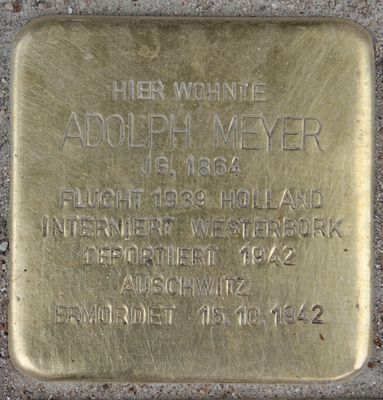 HIER WOHNTE
ADOLPH MEYER
JG. 1864
FLUCHT 1939 HOLLAND
INTERNIERT WESTERBORK
DEPORTIERT 1942
AUSCHWITZ
ERMORDET 15.10.1942